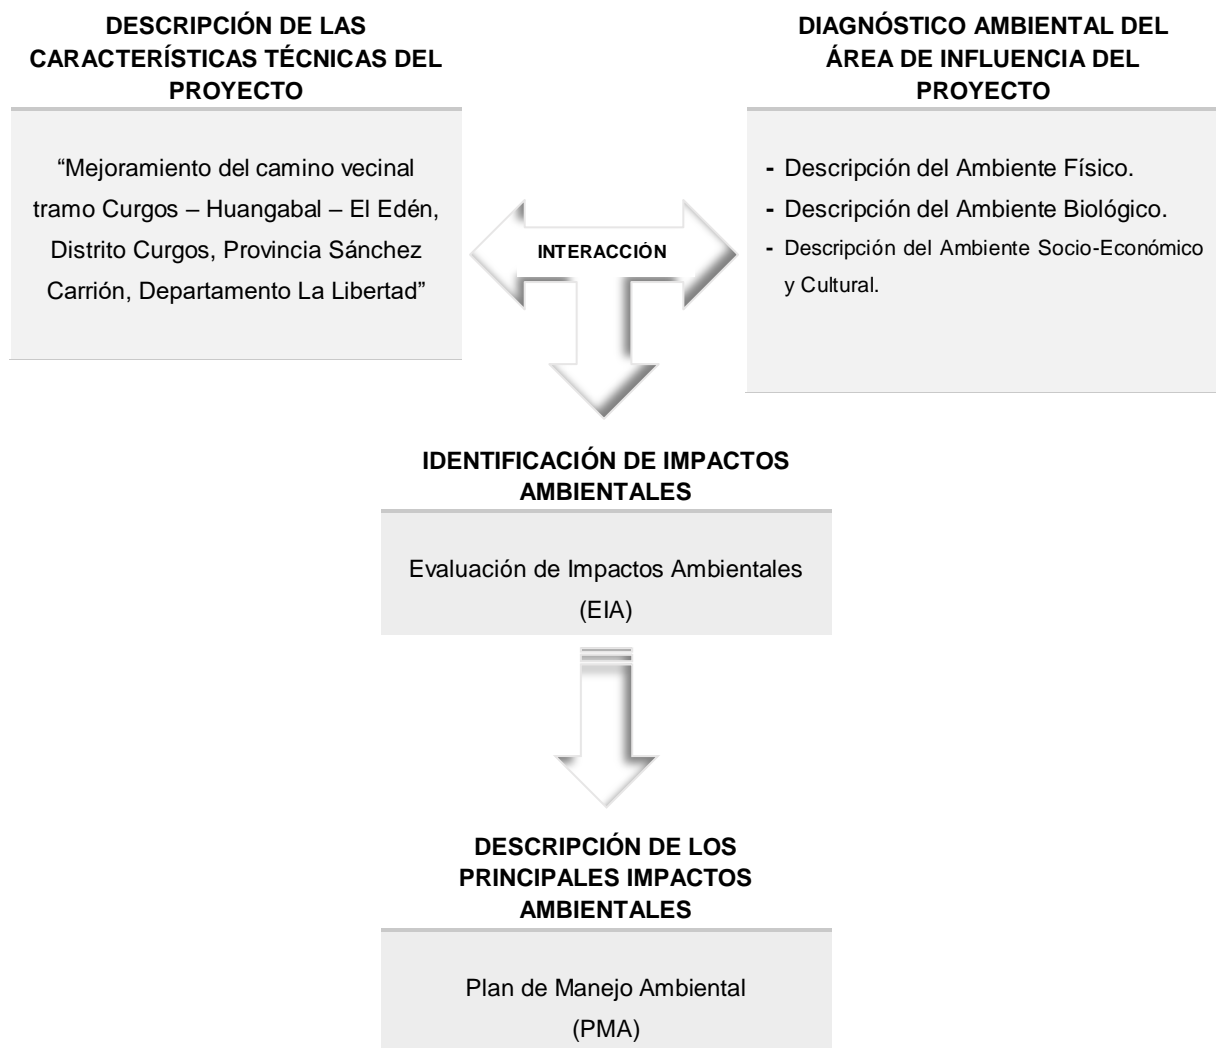 DESCRIPCIÓN DE LAS
CARACTERÍSTICAS TÉCNICAS DEL
PROYECTO
“Mejoramiento del camino vecinal
tramo Curgos – Huangabal – El Edén,
Distrito Curgos, Provincia Sánchez
Carrión, Departamento La Libertad”
INTERACCIÓN
DIAGNÓSTICO AMBIENTAL DEL
ÁREA DE INFLUENCIA DEL
PROYECTO
- Descripción del Ambiente Físico.
- Descripción del Ambiente Biológico.
- Descripción del Ambiente Socio-Económico
y Cultural.
IDENTIFICACIÓN DE IMPACTOS
AMBIENTALES
Evaluación de Impactos Ambientales
(EIA)
DESCRIPCIÓN DE LOS
PRINCIPALES IMPACTOS
AMBIENTALES
Plan de Manejo Ambiental
(PMA)